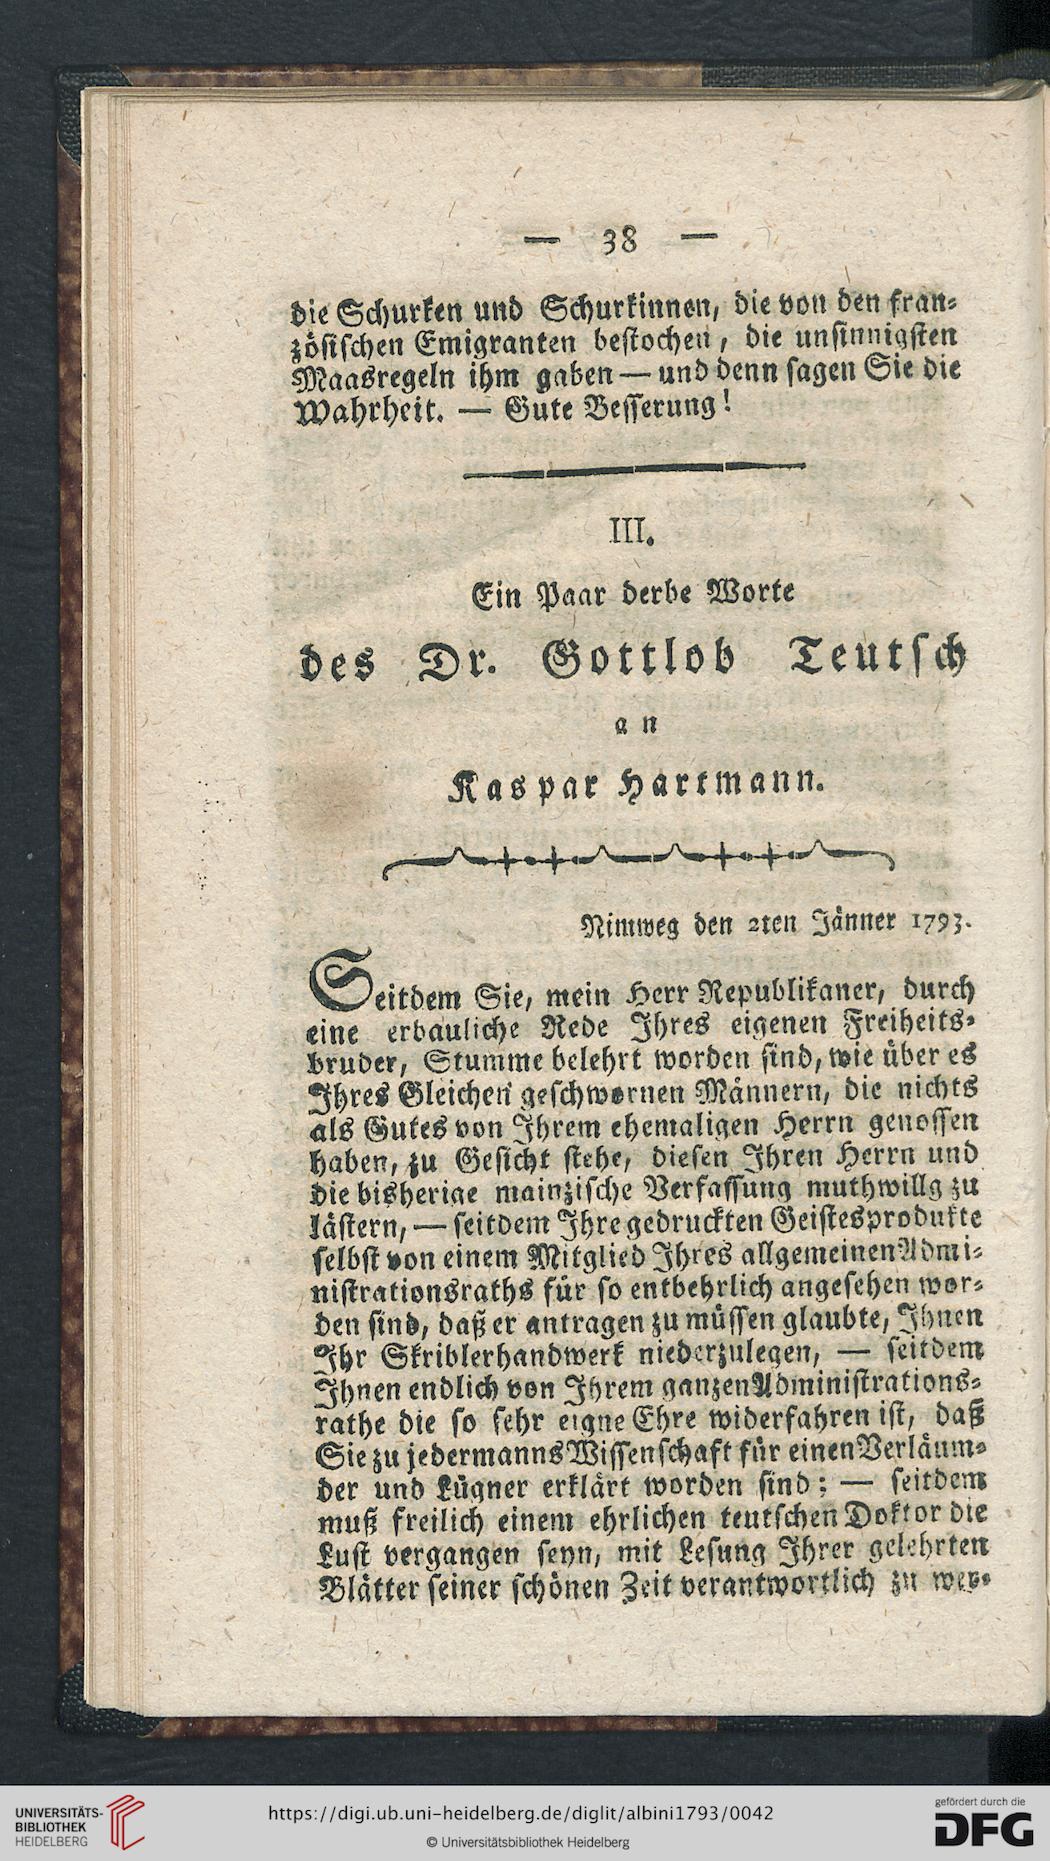 — 38 —
die Schurken und Schurkinnen, die von den fran-
zösischen Emigranten bestochen, die unsinnigsten
Maasregeln ihm gaben — und denn sagen Sie die
Wahrheit. — Gute Besserung!
III.
Ein Paar derbe Worte
des Dr. Gottlob Teutsch
an
Kaspar Hartmann.
Nimweg den 2ten Jänner 1793.
Seitdem Sie, mein Herr Republikaner, durch
eine erbauliche Rede Ihres eigenen Freiheits-
bruder, Stumme belehrt worden sind, wie über es
Ihres Gleichen geschwornen Männern, die nichts
als Gutes von Ihrem ehemaligen Herrn genossen
haben, zu Gesicht stehe, diesen Ihren Herrn und
die bisherige mainzische Verfassung muthwillg zu
lästern, — seitdem Ihre gedruckten Geistesprodukte
selbst von einem Mitglied Ihres allgemeinen Admi-
nistrationsraths für so entbehrlich angesehen wor-
den sind, daß er antragen zu müssen glaubte, Ihnen
Ihr Skriblerhandwerk niederzulegen, — seitdem
Ihnen endlich von Ihrem ganzen Administrations-
rathe die so sehr eigne Ehre widerfahren ist, daß
Sie zu jedermanns Wissenschaft für einen Verläum-
der und Lügner erklärt worden sind; — seitdem
muß freilich einem ehrlichen teutschen Doktor die
Lust vergangen seyn, mit Lesung Ihrer gelehrten
Blätter seiner schönen Zeit verantwortlich zu wer-
UNIVERSITÄTS-
BIBLIOTHEK
HEIDELBERG
https://digi.ub.uni-heidelberg.de/diglit/albini1793/0042
© Universitätsbibliothek Heidelberg
gefördert durch die
DFG